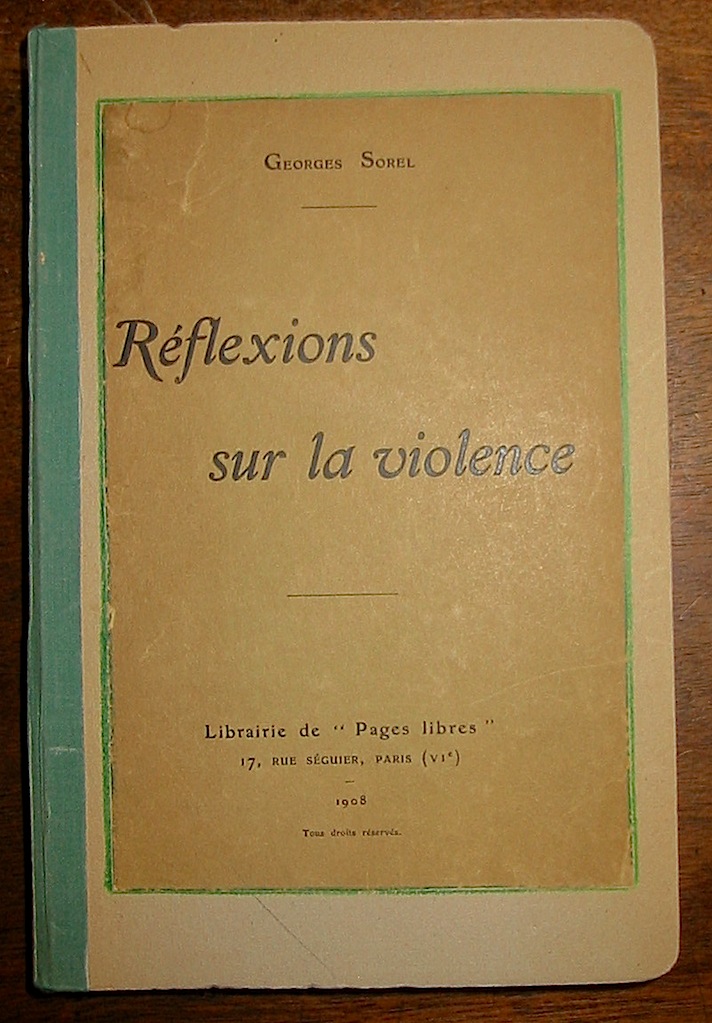 Georges Sorel
Réflexions
sur la violence
Librairie de “ Pages libres ”
17, RUE SÉGUIER, PARIS (VIᵉ)
1908
Tous droits réservés.